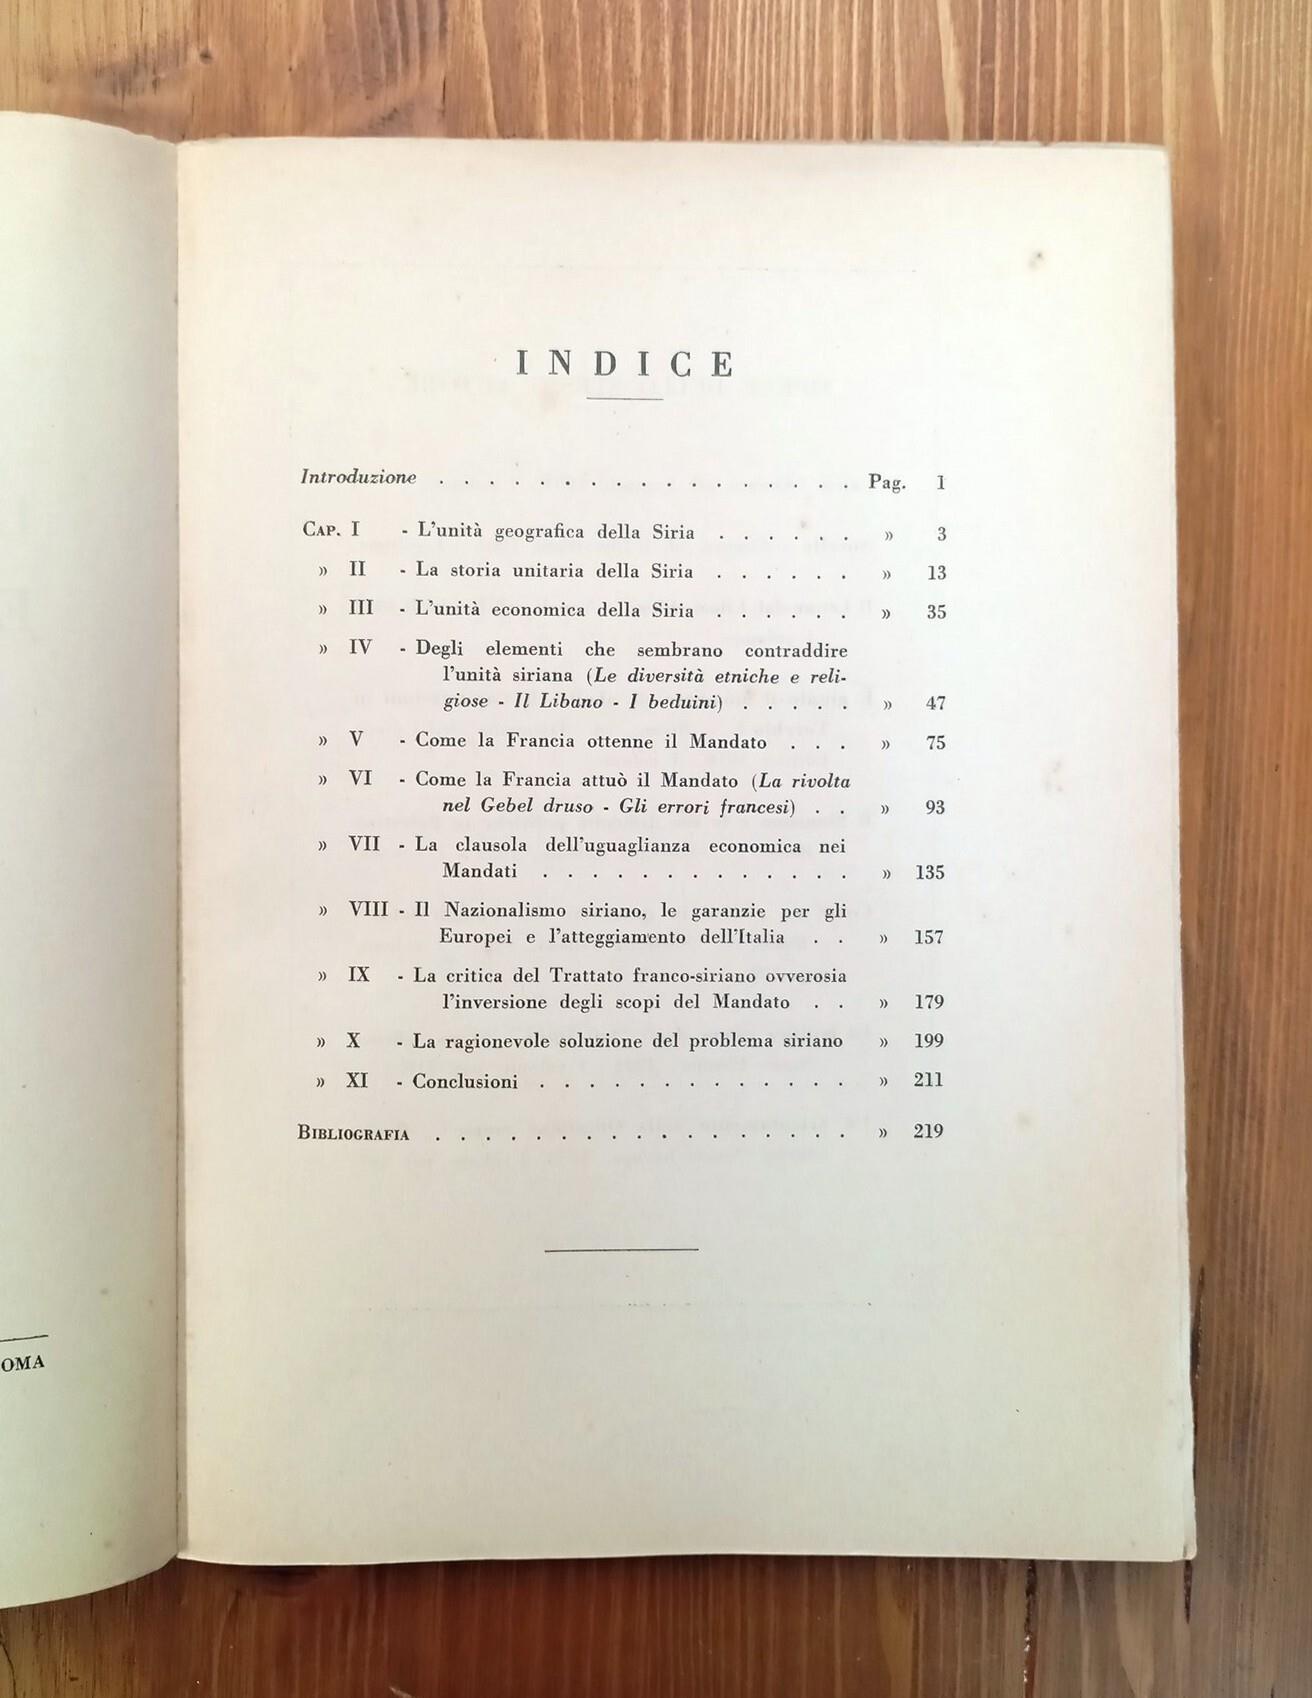 INDICE
Introduzione . . . . . . . . . . . . . . . . . Pag. 1
CAP. I - L'unità geografica della Siria . . . . . . » 3
» II - La storia unitaria della Siria . . . . . . » 13
» III - L'unità economica della Siria . . . . . . » 35
» IV - Degli elementi che sembrano contraddire
l'unità siriana (Le diversità etniche e reli-
giose - Il Libano - I beduini) . . . . . » 47
» V - Come la Francia ottenne il Mandato . . . » 75
» VI - Come la Francia attuò il Mandato (La rivolta
nel Gebel druso - Gli errori francesi) . . » 93
» VII - La clausola dell'uguaglianza economica nei
Mandati . . . . . . . . . . . . . » 135
» VIII - Il Nazionalismo siriano, le garanzie per gli
Europei e l'atteggiamento dell'Italia . . » 157
» IX - La critica del Trattato franco-siriano ovverosia
l'inversione degli scopi del Mandato . . » 179
» X - La ragionevole soluzione del problema siriano » 199
» XI - Conclusioni . . . . . . . . . . . . . » 211
BIBLIOGRAFIA . . . . . . . . . . . . . . . . . » 219
OMA